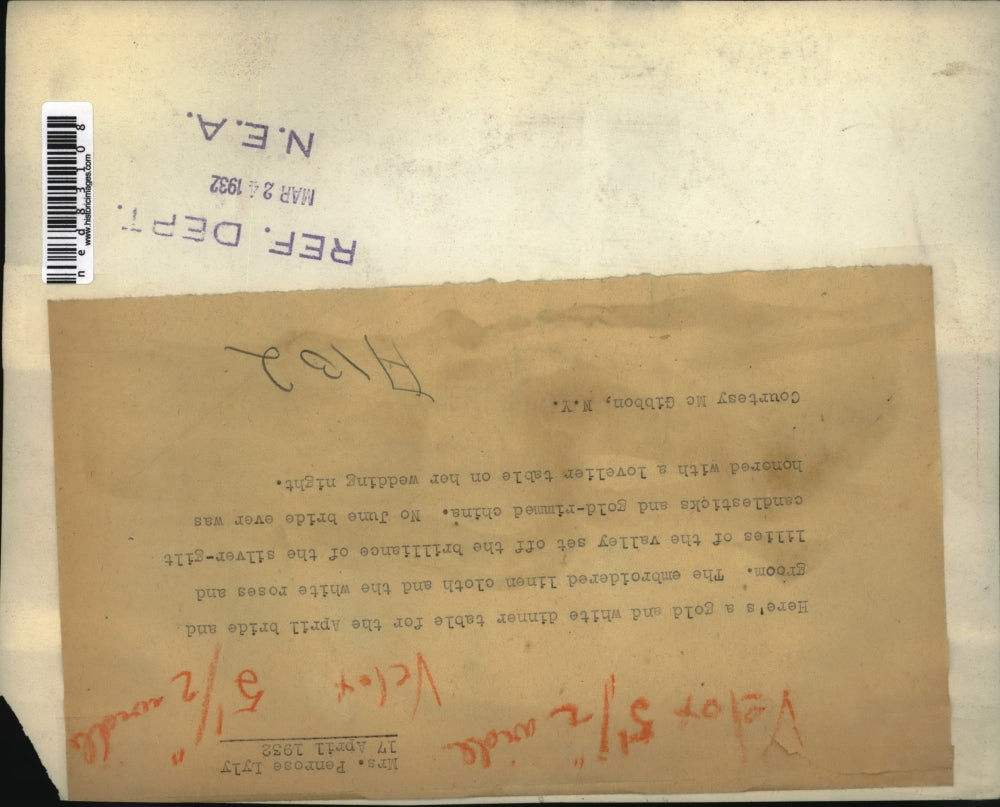 Mrs. Penrose Lyly
17 April 1932
Velox 5 1/2" wide
Velox 5 1/2" wide
Here's a gold and white dinner table for the April bride and
groom. The embroidered linen cloth and the white roses and
lilies of the valley set off the brilliance of the silver-gilt
candlesticks and gold-rimmed china. No June bride ever was
honored with a lovelier table on her wedding night.
Courtesy Mc Gibbon, N.Y.
A132
REF. DEPT.
MAR 24 1932
N.E.A.
ned83108
www.historicimages.com